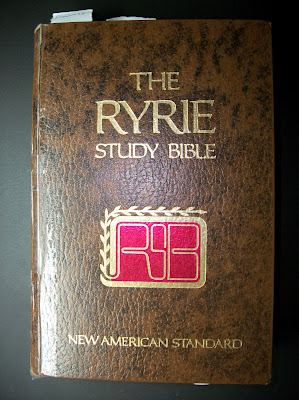 THE
RYRIE
STUDY BIBLE
RSB
NEW AMERICAN STANDARD